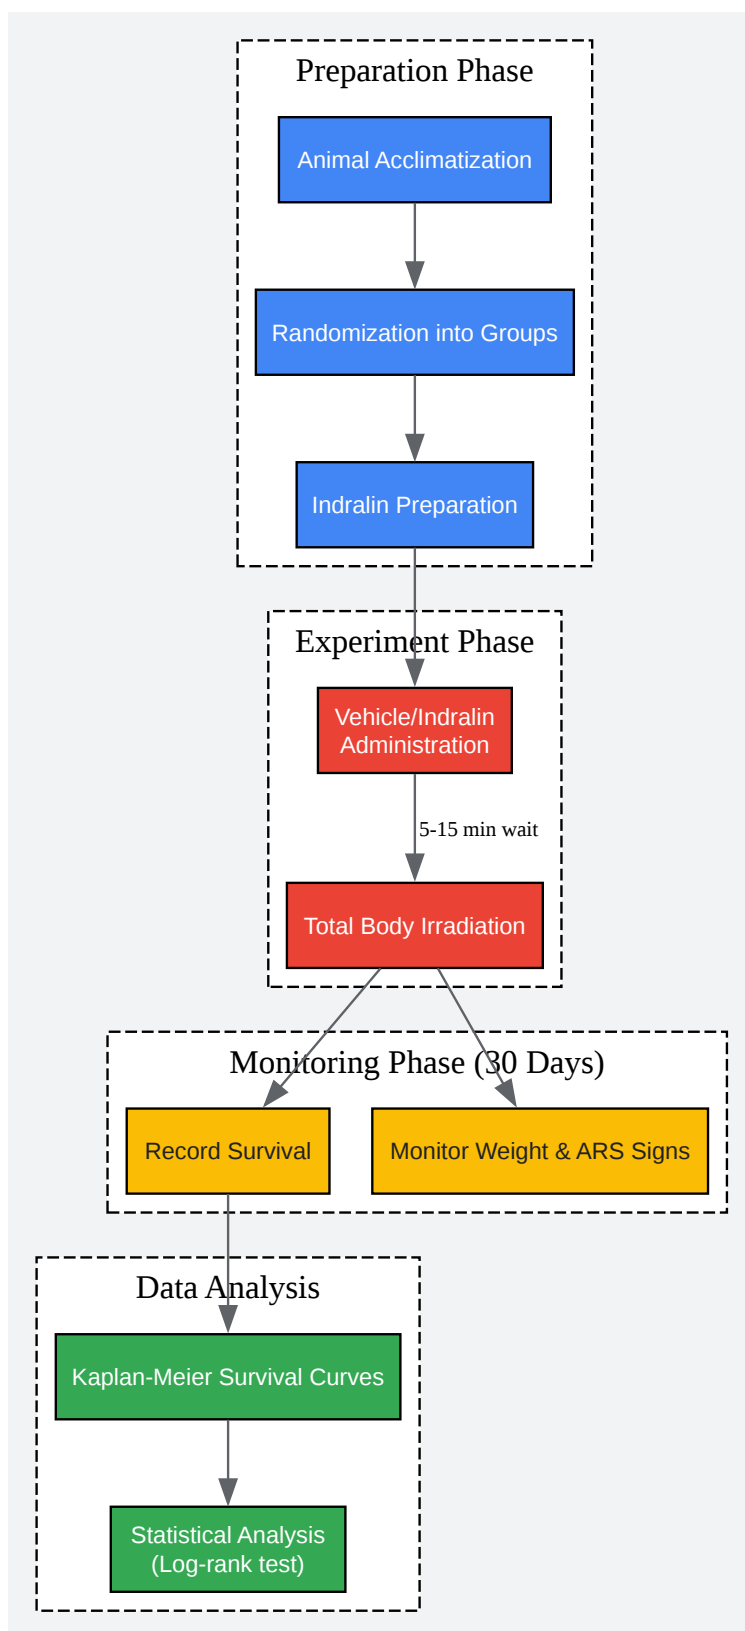 Preparation Phase
Animal Acclimatization
Randomization into Groups
Indralin Preparation
Experiment Phase
Vehicle/Indralin
Administration
5-15 min wait
Total Body Irradiation
Monitoring Phase (30 Days)
Record Survival
Monitor Weight & ARS Signs
Data Analysis
Kaplan-Meier Survival Curves
Statistical Analysis
(Log-rank test)